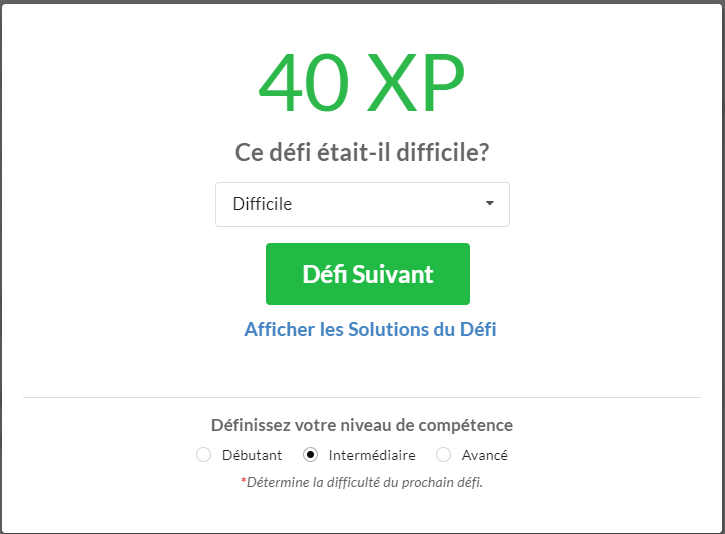 40 XP
Ce défi était-il difficile?
Difficile
Défi Suivant
Afficher les Solutions du Défi
Définissez votre niveau de compétence
Débutant Intermédiaire Avancé
*Détermine la difficulté du prochain défi.